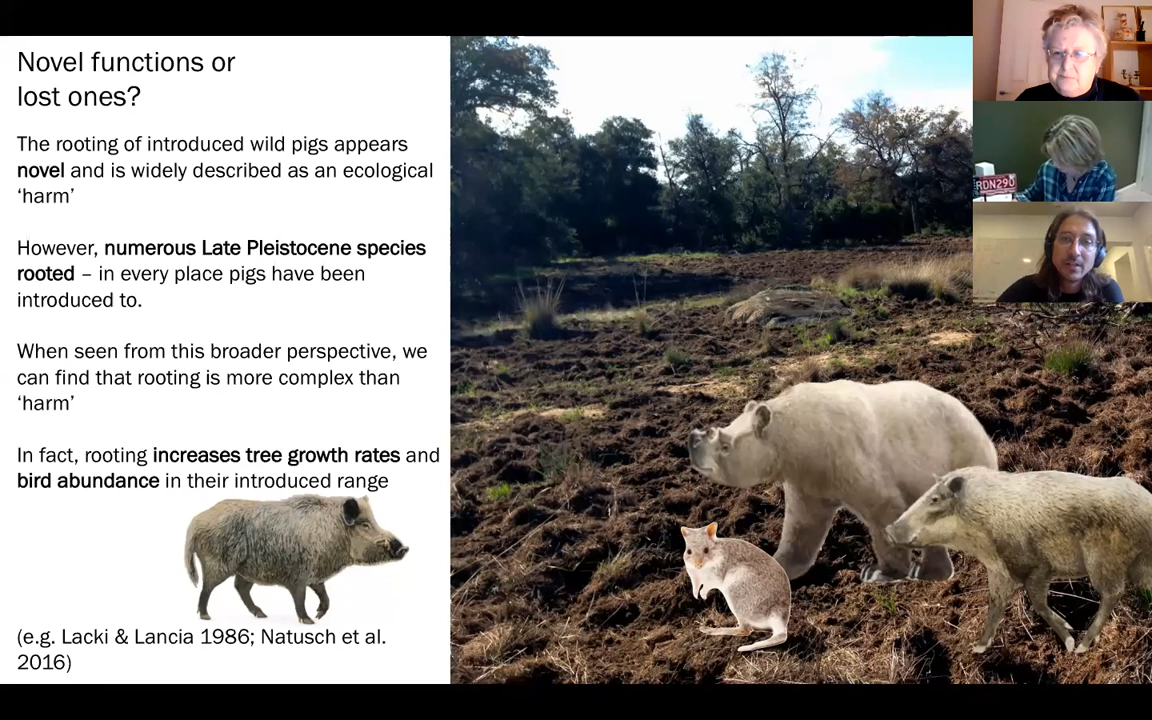 Novel functions or
lost ones?
The rooting of introduced wild pigs appears
novel and is widely described as an ecological
‘harm’
However, numerous Late Pleistocene species
rooted – in every place pigs have been
introduced to.
When seen from this broader perspective, we
can find that rooting is more complex than
‘harm’
In fact, rooting increases tree growth rates and
bird abundance in their introduced range
(e.g. Lacki & Lancia 1986; Natusch et al.
2016)
RDN290